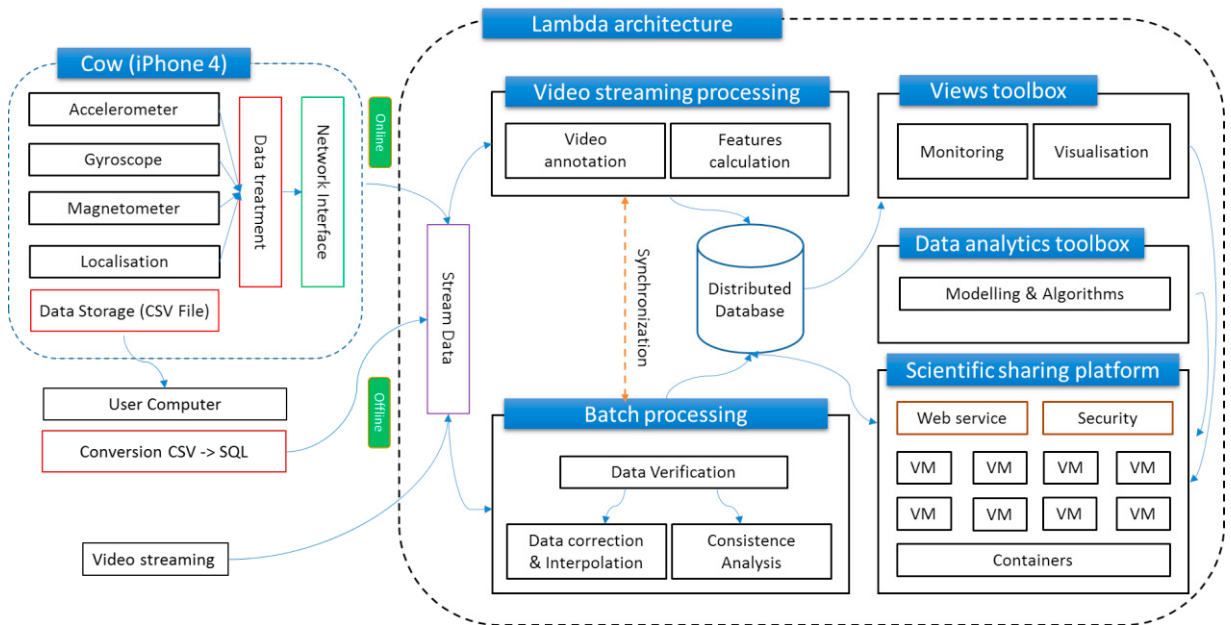 Lambda architecture
Cow (iPhone 4)
Accelerometer
Gyroscope
Magnetometer
Localisation
Data treatment
Network Interface
Data Storage (CSV File)
User Computer
Conversion CSV -> SQL
Video streaming
Online
Offline
Stream Data
Video streaming processing
Video
annotation
Features
calculation
Synchronization
Distributed
Database
Batch processing
Data Verification
Data correction
& Interpolation
Consistence
Analysis
Views toolbox
Monitoring
Visualisation
Data analytics toolbox
Modelling & Algorithms
Scientific sharing platform
Web service
Security
VM
VM
VM
VM
VM
VM
VM
VM
Containers